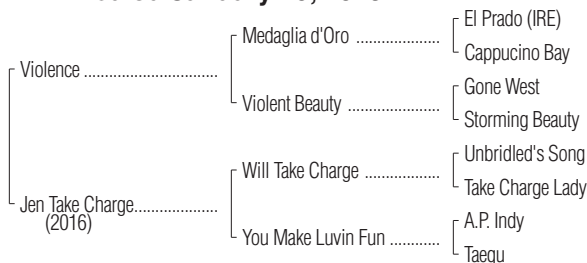 El Prado (IRE)
Medaglia d'Oro ....................
Cappucino Bay
Violence ................................
Gone West
Violent Beauty ......................
Storming Beauty
Unbridled's Song
Will Take Charge ..................
Take Charge Lady
Jen Take Charge....................
(2016)
A.P. Indy
You Make Luvin Fun ............
Taegu